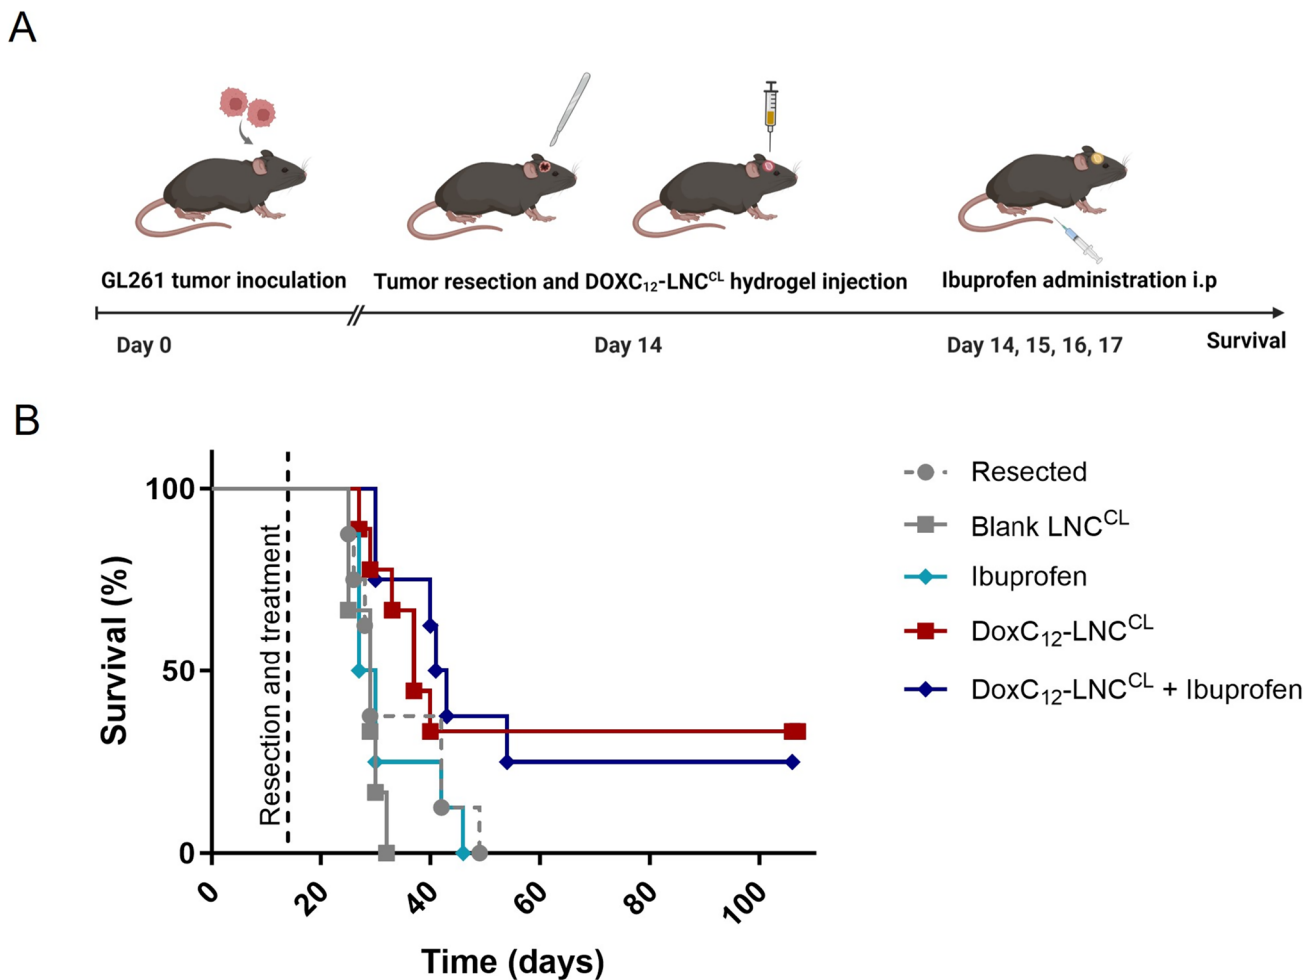 A
GL261 tumor inoculation
Tumor resection and DOXC₁₂-LNCᶜᴸ hydrogel injection
Ibuprofen administration i.p
Day 0
Day 14
Day 14, 15, 16, 17
Survival
B
Survival (%)
100
50
0
Resection and treatment
0
20
40
60
80
100
Time (days)
Resected
Blank LNCᶜᴸ
Ibuprofen
DoxC₁₂-LNCᶜᴸ
DoxC₁₂-LNCᶜᴸ + Ibuprofen